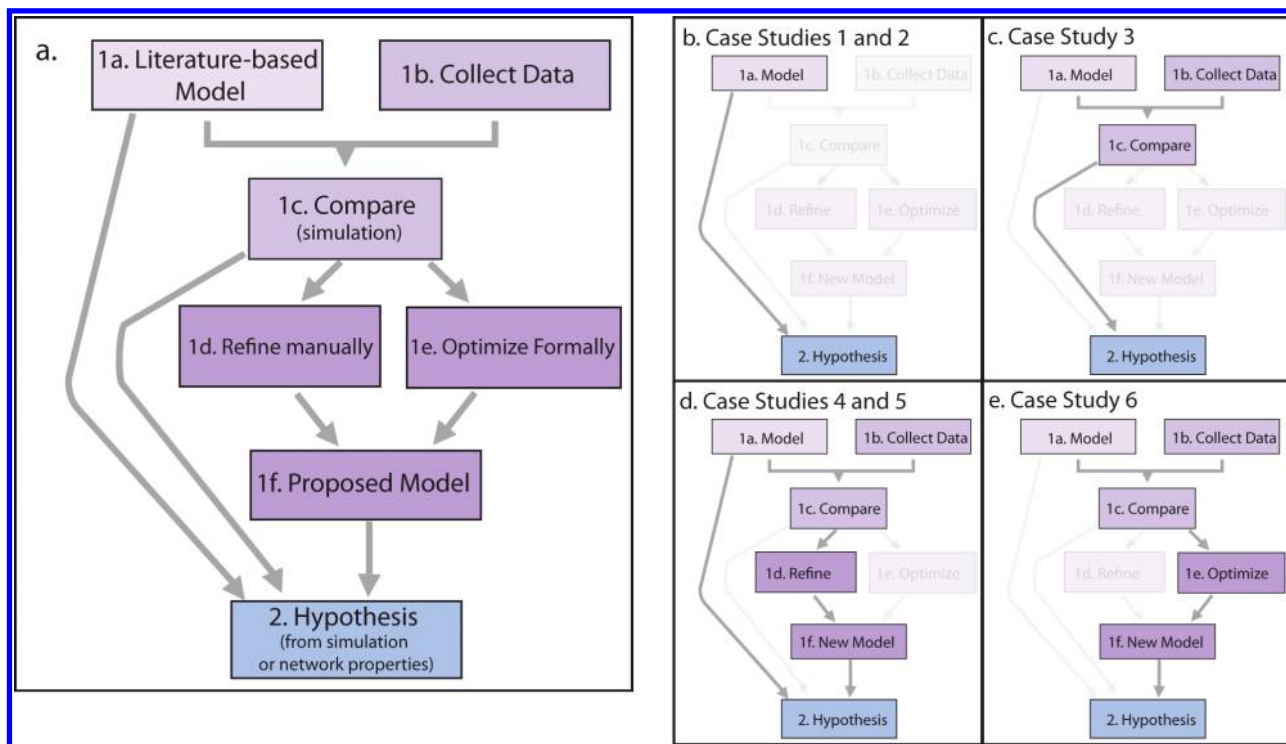 a.
1a. Literature-based
Model
1b. Collect Data
1c. Compare
(simulation)
1d. Refine manually
1e. Optimize Formally
1f. Proposed Model
2. Hypothesis
(from simulation
or network properties)
b. Case Studies 1 and 2
1a. Model
1b. Collect Data
1c. Compare
1d. Refine
1e. Optimize
1f. New Model
2. Hypothesis
c. Case Study 3
1a. Model
1b. Collect Data
1c. Compare
1d. Refine
1e. Optimize
1f. New Model
2. Hypothesis
d. Case Studies 4 and 5
1a. Model
1b. Collect Data
1c. Compare
1d. Refine
1e. Optimize
1f. New Model
2. Hypothesis
e. Case Study 6
1a. Model
1b. Collect Data
1c. Compare
1d. Refine
1e. Optimize
1f. New Model
2. Hypothesis